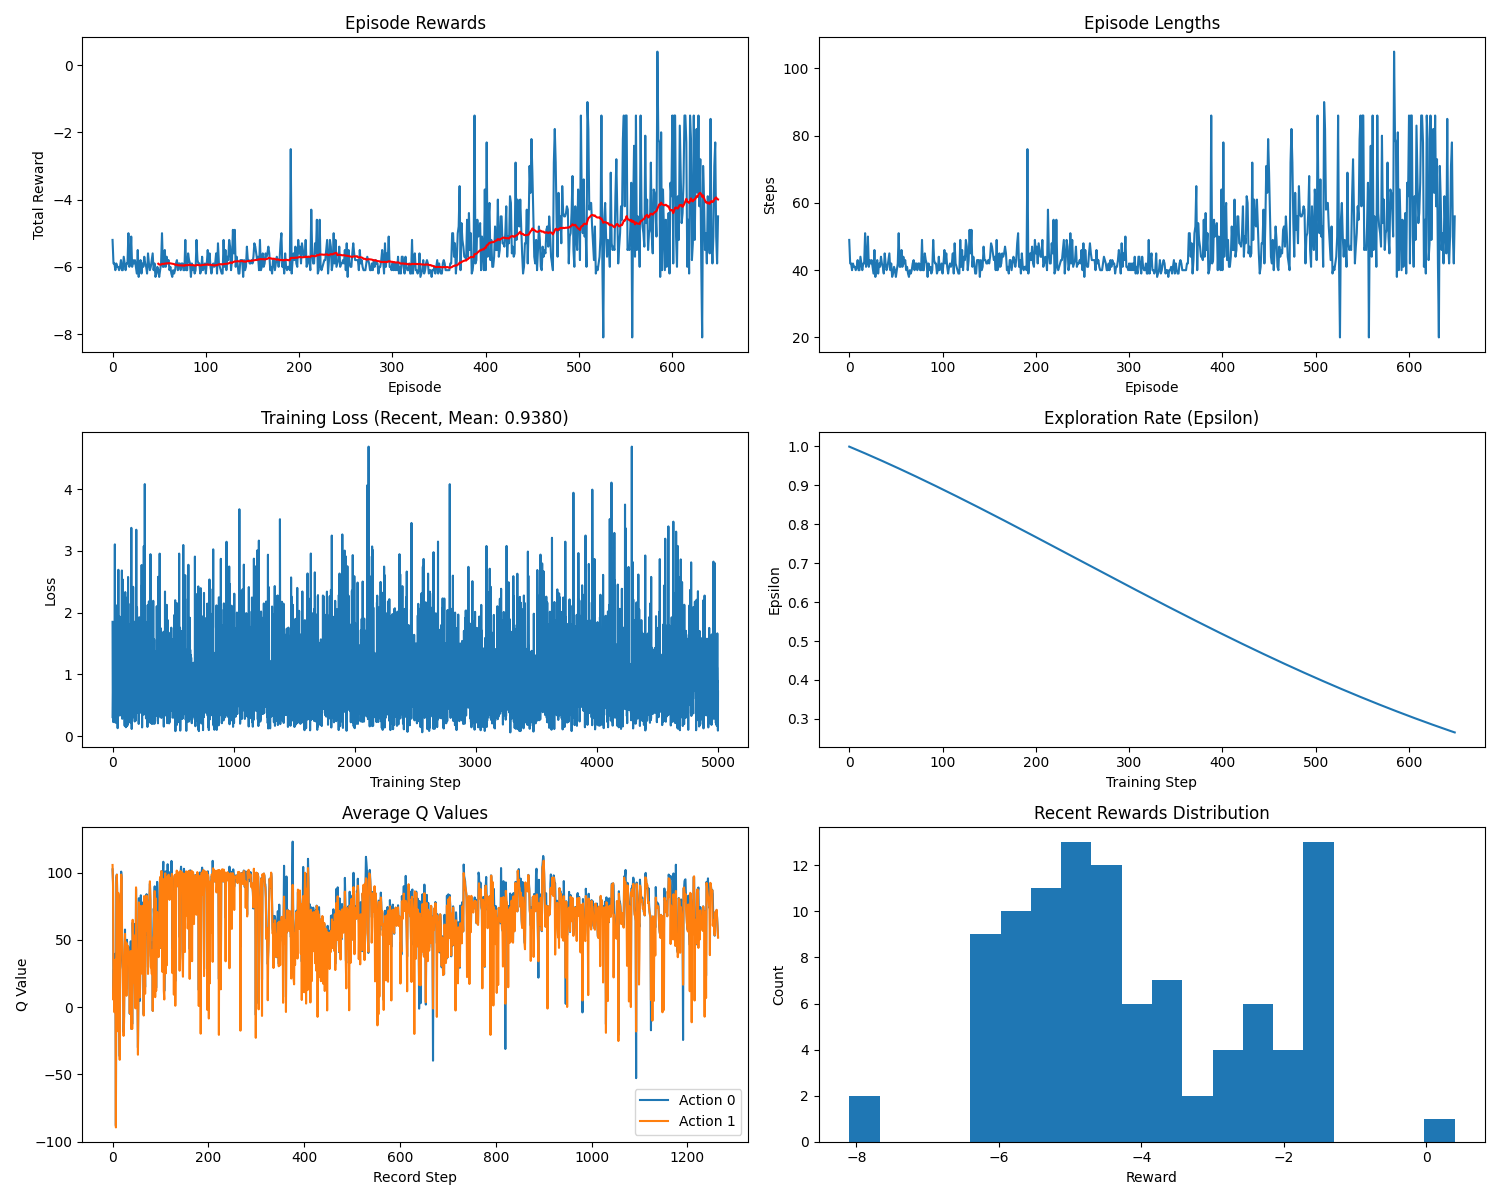 Episode Rewards
Total Reward
0
−2
−4
−6
−8
0 100 200 300 400 500 600
Episode
Episode Lengths
Steps
100
80
60
40
20
0 100 200 300 400 500 600
Episode
Training Loss (Recent, Mean: 0.9380)
Loss
4
3
2
1
0
0 1000 2000 3000 4000 5000
Training Step
Exploration Rate (Epsilon)
Epsilon
1.0
0.9
0.8
0.7
0.6
0.5
0.4
0.3
0 100 200 300 400 500 600
Training Step
Average Q Values
Q Value
100
50
0
−50
−100
Action 0
Action 1
0 200 400 600 800 1000 1200
Record Step
Recent Rewards Distribution
Count
12
10
8
6
4
2
0
−8 −6 −4 −2 0
Reward